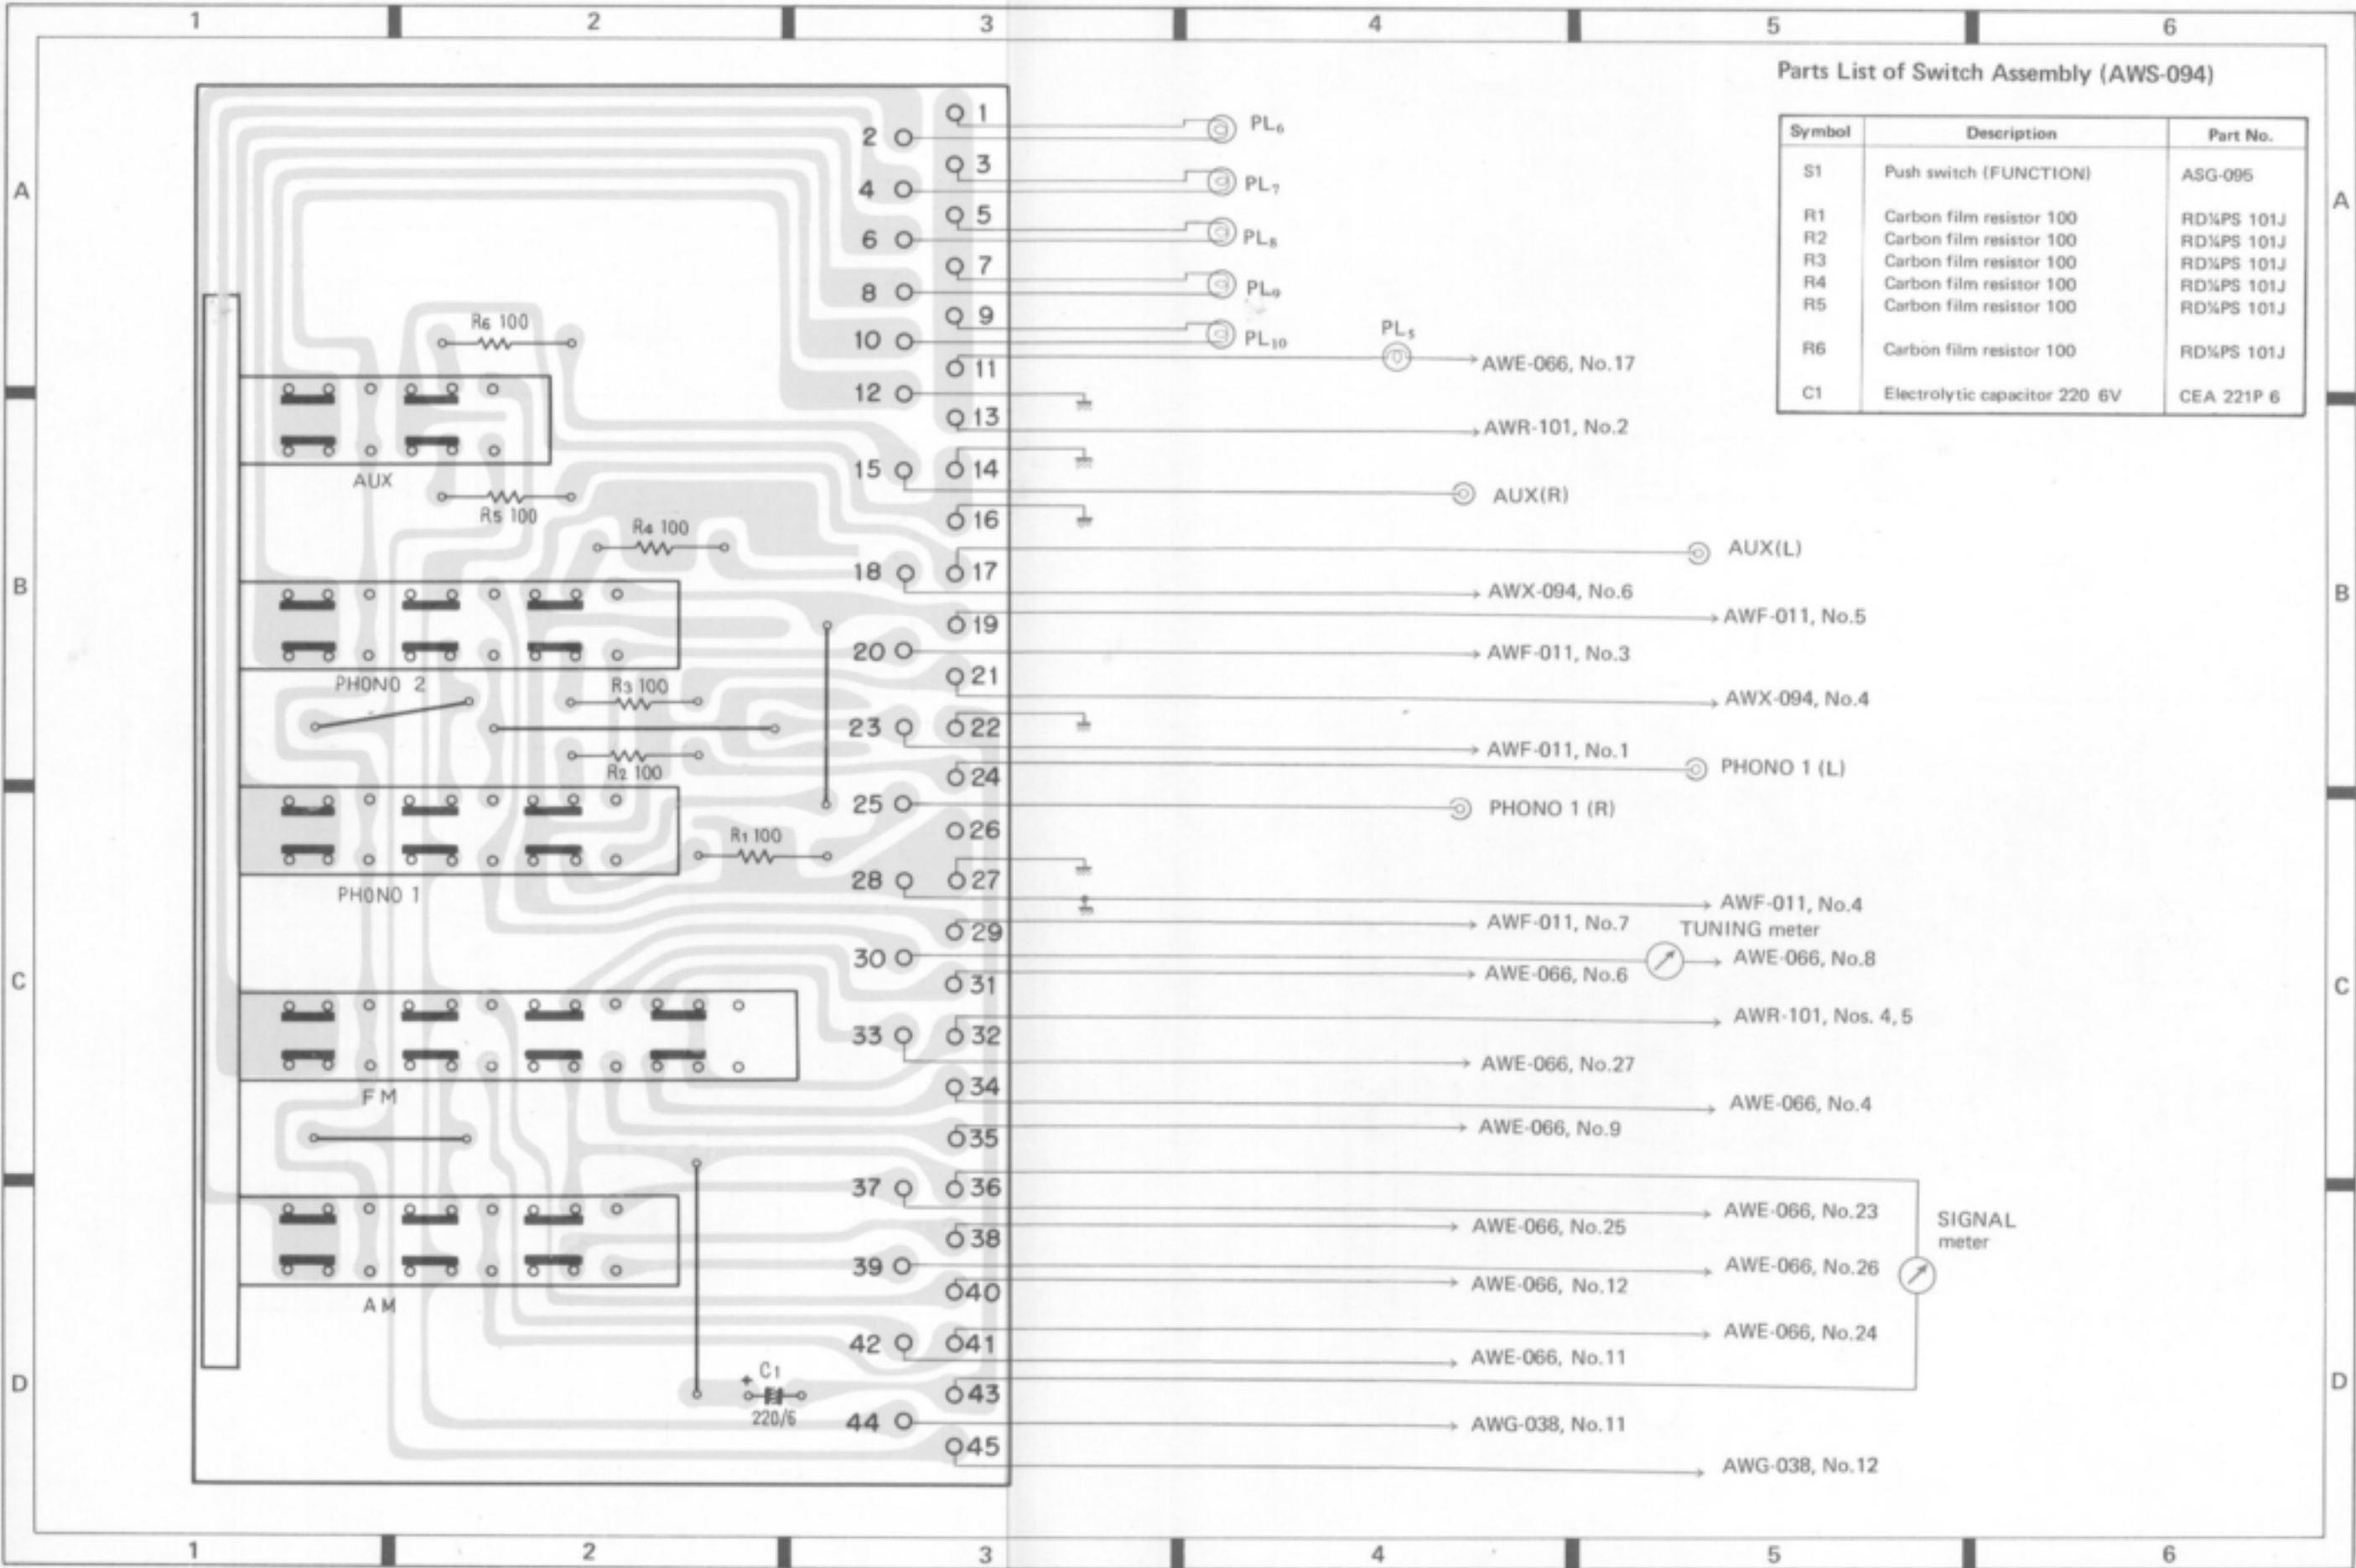 1 2 3 4 5 6
Parts List of Switch Assembly (AWS-094)
Symbol Description Part No.
S1 Push switch (FUNCTION) ASG-095
R1 Carbon film resistor 100 RD¼PS 101J
R2 Carbon film resistor 100 RD¼PS 101J
R3 Carbon film resistor 100 RD¼PS 101J
R4 Carbon film resistor 100 RD¼PS 101J
R5 Carbon film resistor 100 RD¼PS 101J
R6 Carbon film resistor 100 RD¼PS 101J
C1 Electrolytic capacitor 220 6V CEA 221P 6
A A
B B
C C
D D
1 PL6
2
3
4 PL7
5
6 PL8
7
8 PL9
9
10 PL10
PL5
11 AWE-066, No.17
12
13 AWR-101, No.2
15 14
AUX(R)
16
AUX(L)
18 17
AWX-094, No.6
19 AWF-011, No.5
20 AWF-011, No.3
21
AWX-094, No.4
23 22
AWF-011, No.1
24 PHONO 1 (L)
25 PHONO 1 (R)
26
28 27
AWF-011, No.4
29 AWF-011, No.7
TUNING meter
30 AWE-066, No.8
31 AWE-066, No.6
33 32 AWR-101, Nos. 4, 5
AWE-066, No.27
34 AWE-066, No.4
35 AWE-066, No.9
37 36
AWE-066, No.23
38 AWE-066, No.25
SIGNAL
meter
39 AWE-066, No.26
40 AWE-066, No.12
42 41 AWE-066, No.24
AWE-066, No.11
43
44 AWG-038, No.11
45 AWG-038, No.12
R6 100
AUX
R5 100
R4 100
PHONO 2
R3 100
R2 100
R1 100
PHONO 1
FM
AM
C1
+
220/6
1 2 3 4 5 6